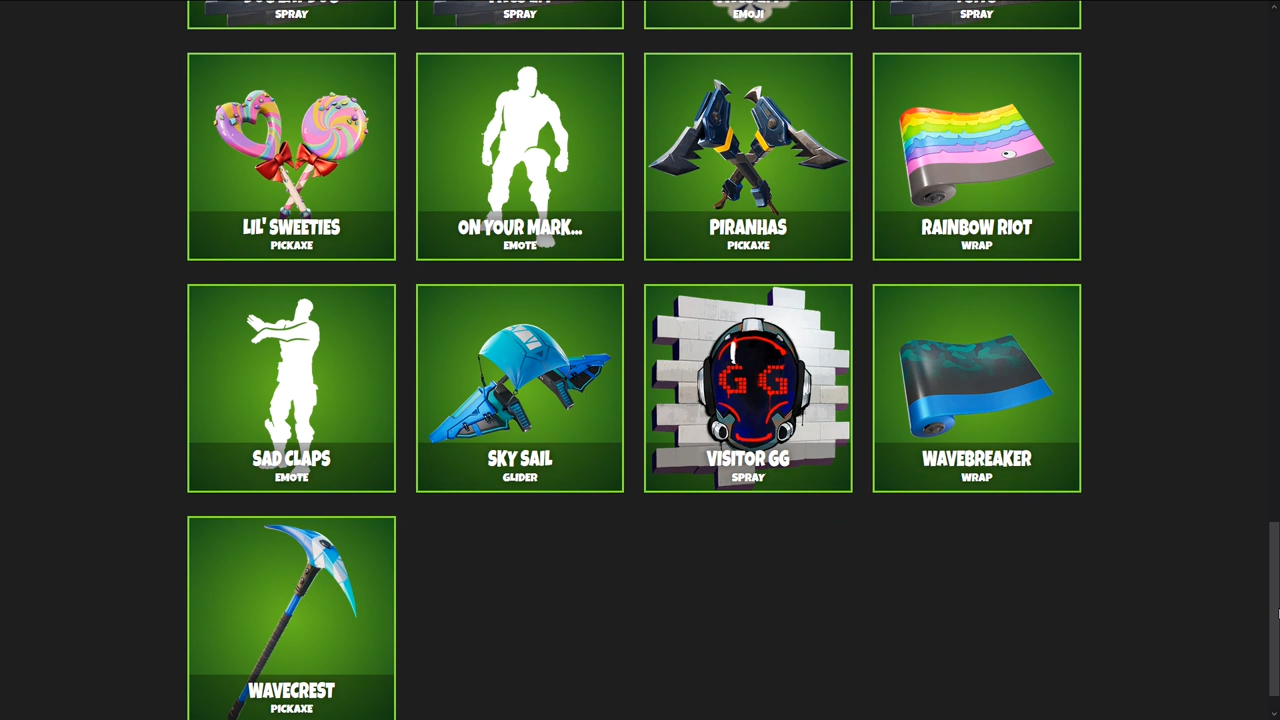 SPRAY
SPRAY
EMOJI
SPRAY
LIL' SWEETIES
PICKAXE
ON YOUR MARK...
EMOTE
PIRANHAS
PICKAXE
RAINBOW RIOT
WRAP
SAD CLAPS
EMOTE
SKY SAIL
GLIDER
GG
VISITOR GG
SPRAY
WAVEBREAKER
WRAP
WAVECREST
PICKAXE